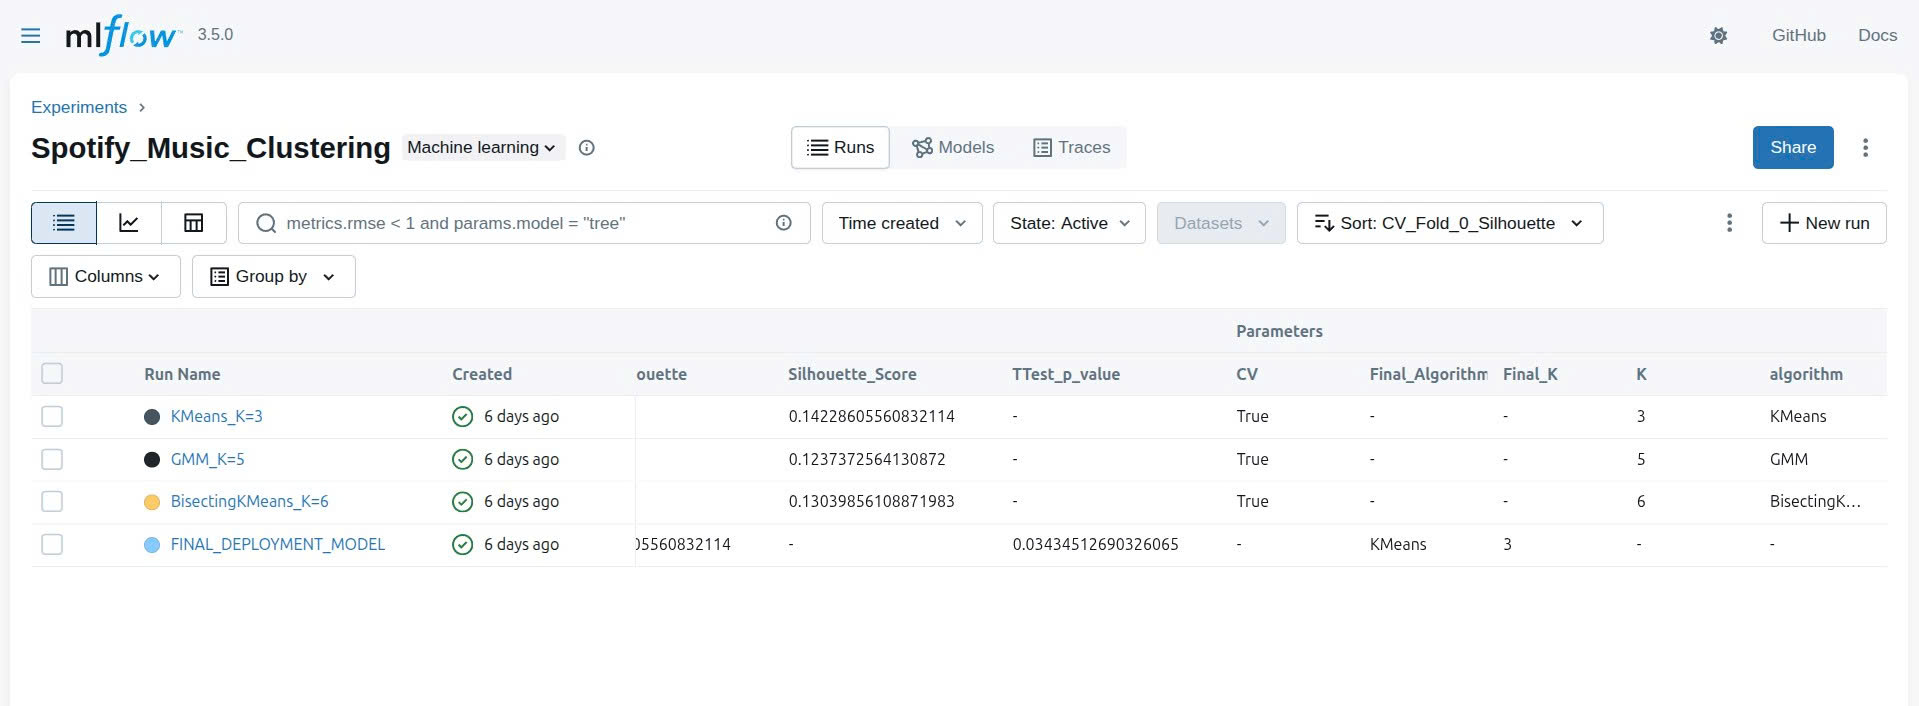 mlflow™ 3.5.0 GitHub Docs
Experiments
Spotify_Music_Clustering Machine learning Runs Models Traces Share
metrics.rmse < 1 and params.model = "tree" Time created State: Active Datasets Sort: CV_Fold_0_Silhouette New run
Columns Group by
Parameters
Run Name Created ouette Silhouette_Score TTest_p_value CV Final_Algorithm Final_K K algorithm
KMeans_K=3 6 days ago 0.14228605560832114 - True - - 3 KMeans
GMM_K=5 6 days ago 0.1237372564130872 - True - - 5 GMM
BisectingKMeans_K=6 6 days ago 0.13039856108871983 - True - - 6 BisectingK...
FINAL_DEPLOYMENT_MODEL 6 days ago 05560832114 - 0.03434512690326065 - KMeans 3 - -